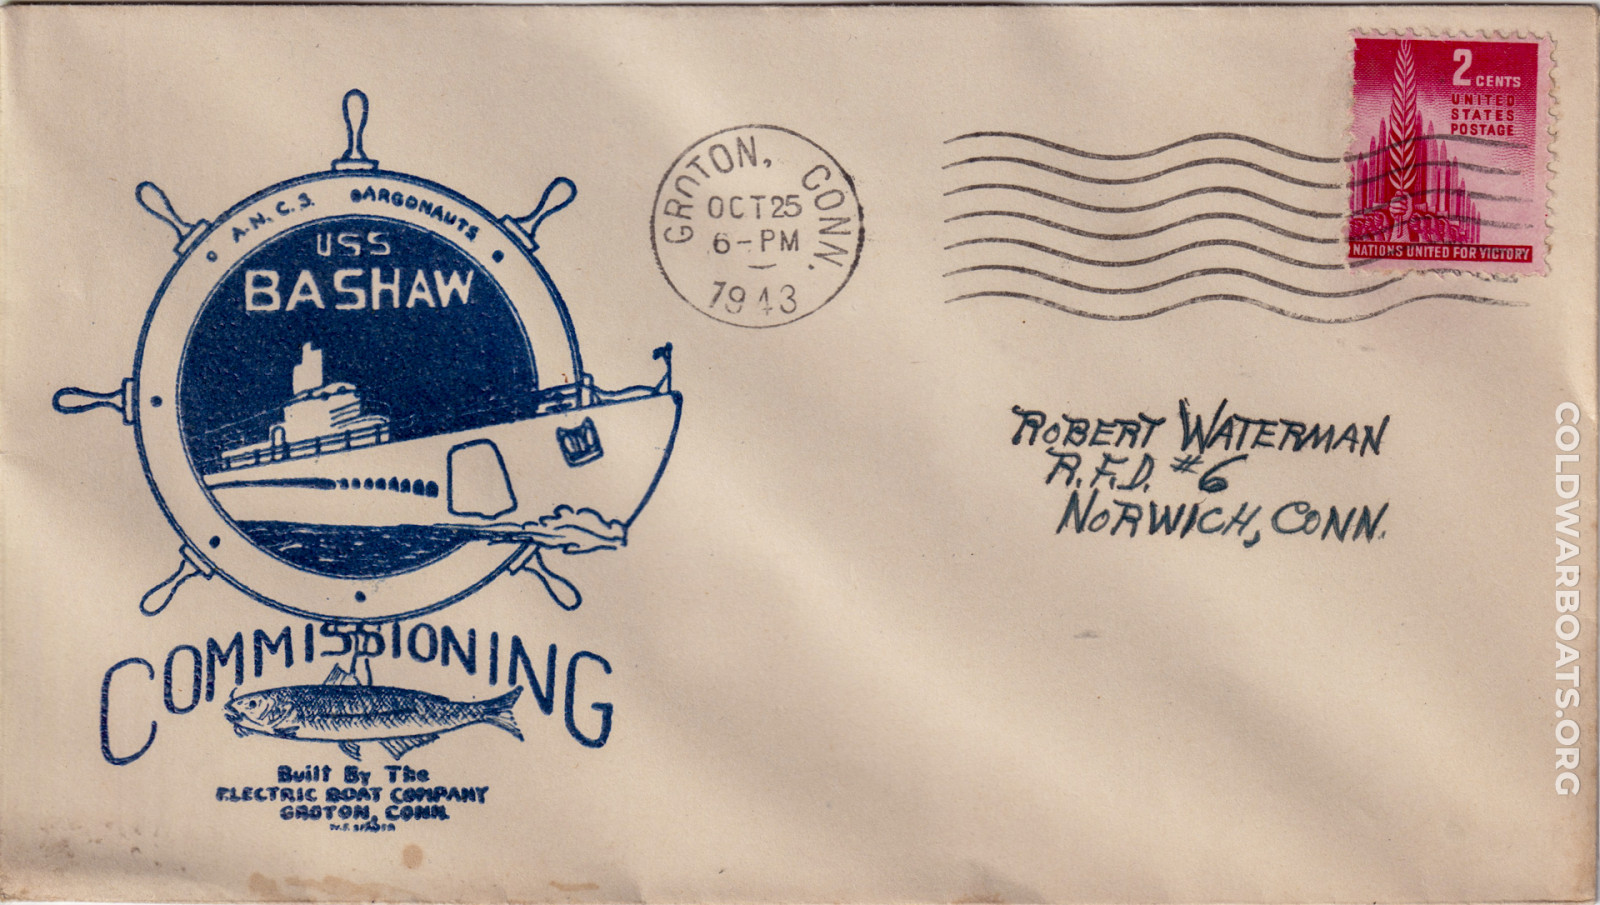 A.N.C.S. ARGONAUTS
USS
BASHAW
COMMISSIONING
Built By The
ELECTRIC BOAT COMPANY
GROTON, CONN.
GROTON, CONN.
OCT 25
6-PM
1943
2 CENTS
UNITED
STATES
POSTAGE
NATIONS UNITED FOR VICTORY
ROBERT WATERMAN
R.F.D. #6
NORWICH, CONN.
COLDWARBOATS.ORG